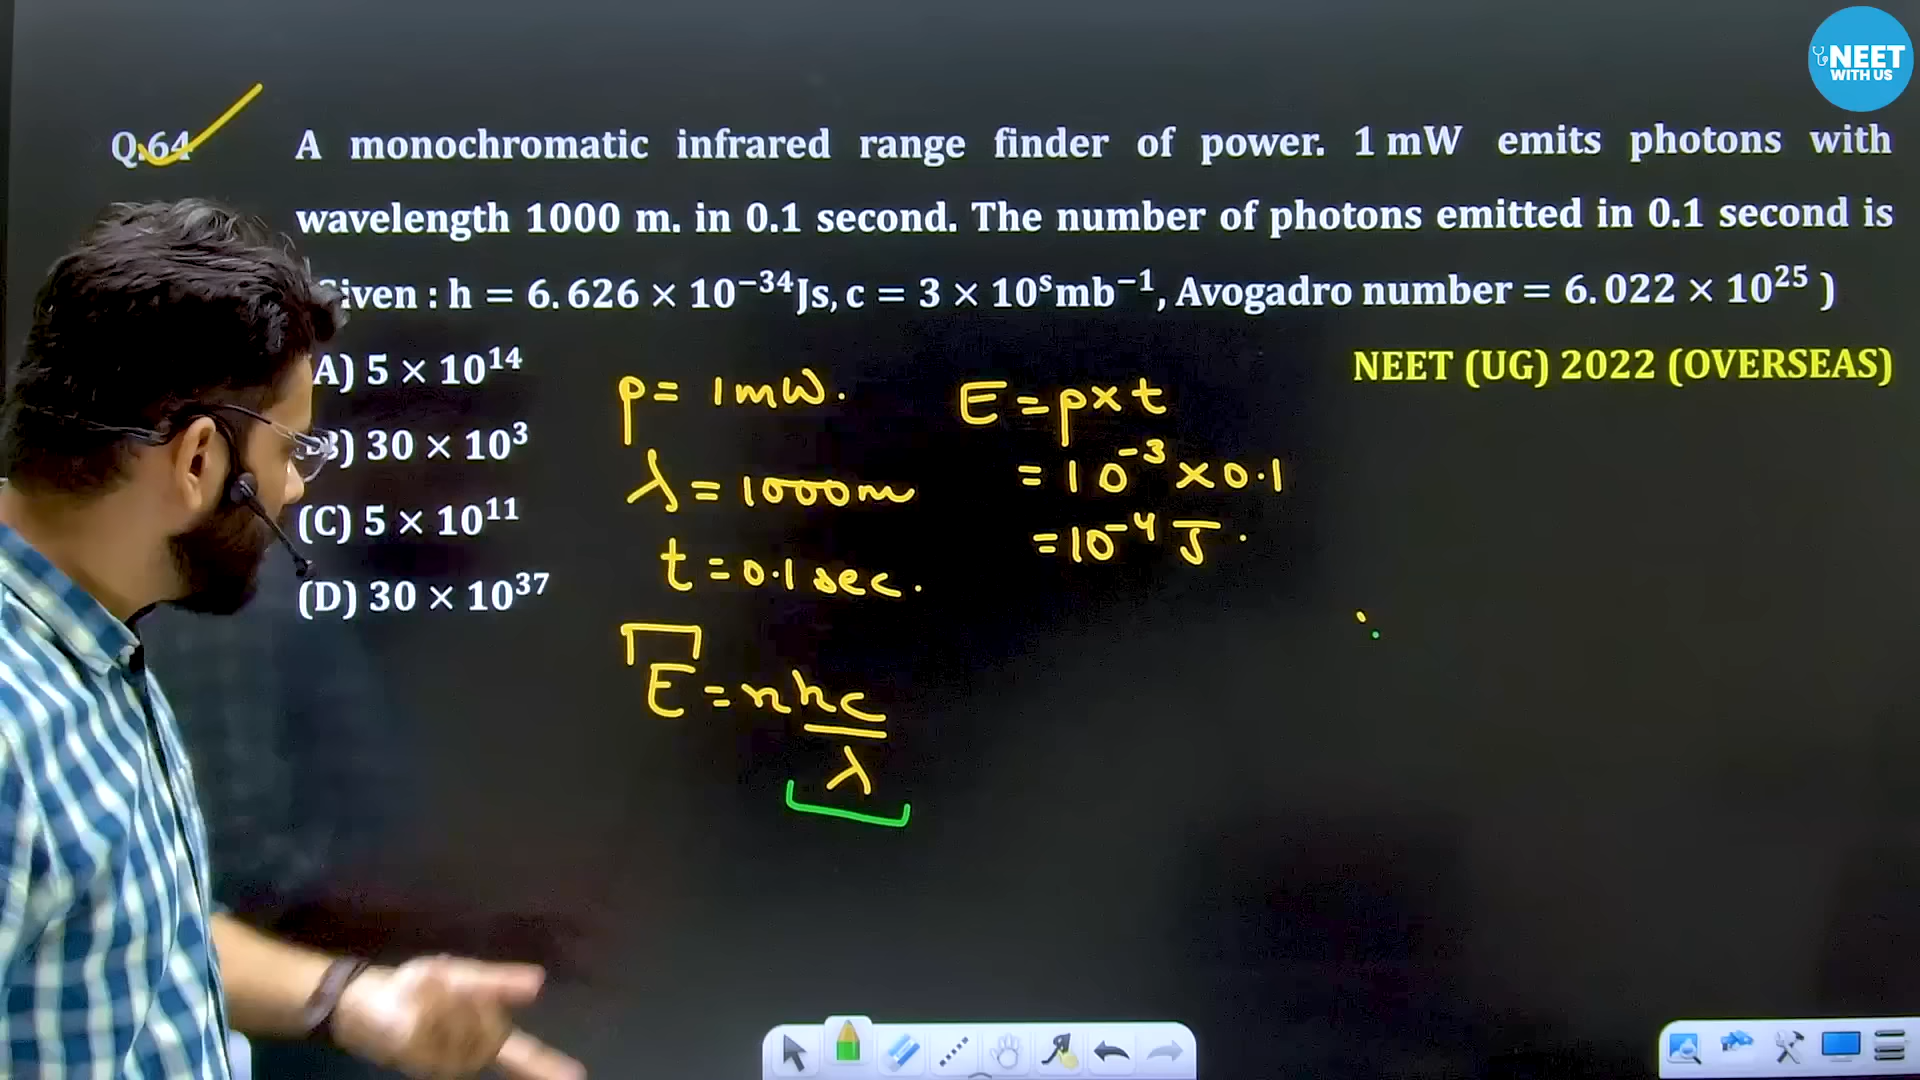 NEET
WITH US
Q.64 A monochromatic infrared range finder of power. 1 mW emits photons with
wavelength 1000 m. in 0.1 second. The number of photons emitted in 0.1 second is
iven : h = 6.626 × 10⁻³⁴Js, c = 3 × 10ˢmb⁻¹, Avogadro number = 6.022 × 10²⁵ )
A) 5 × 10¹⁴
NEET (UG) 2022 (OVERSEAS)
B) 30 × 10³
(C) 5 × 10¹¹
(D) 30 × 10³⁷
p = 1mW.
λ = 1000m
t = 0.1 sec.
E = nhc/λ
E = p×t
= 10⁻³ × 0.1
= 10⁻⁴ J.